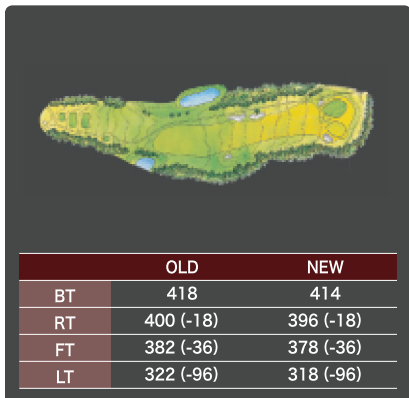 OLD NEW
BT 418 414
RT 400 (-18) 396 (-18)
FT 382 (-36) 378 (-36)
LT 322 (-96) 318 (-96)